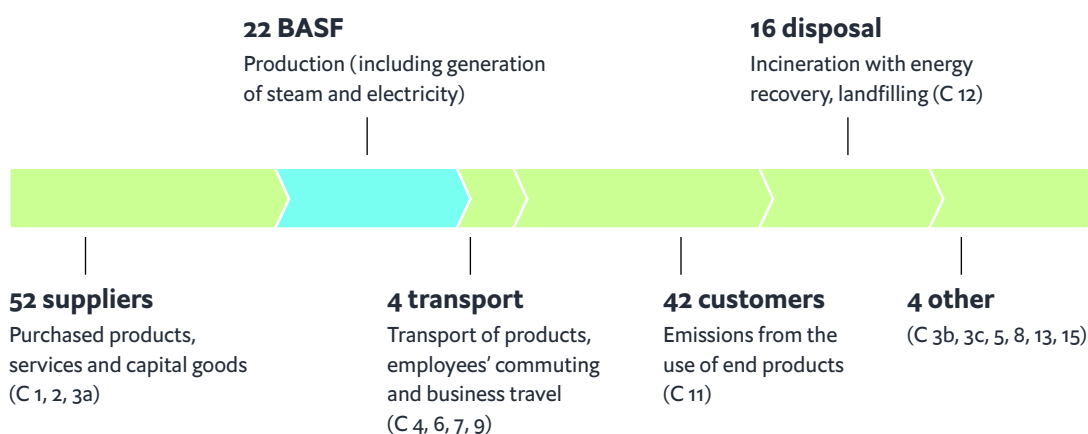 22 BASF
Production (including generation
of steam and electricity)
16 disposal
Incineration with energy
recovery, landfilling (C 12)
52 suppliers
Purchased products,
services and capital goods
(C 1, 2, 3a)
4 transport
Transport of products,
employees’ commuting
and business travel
(C 4, 6, 7, 9)
42 customers
Emissions from the
use of end products
(C 11)
4 other
(C 3b, 3c, 5, 8, 13, 15)